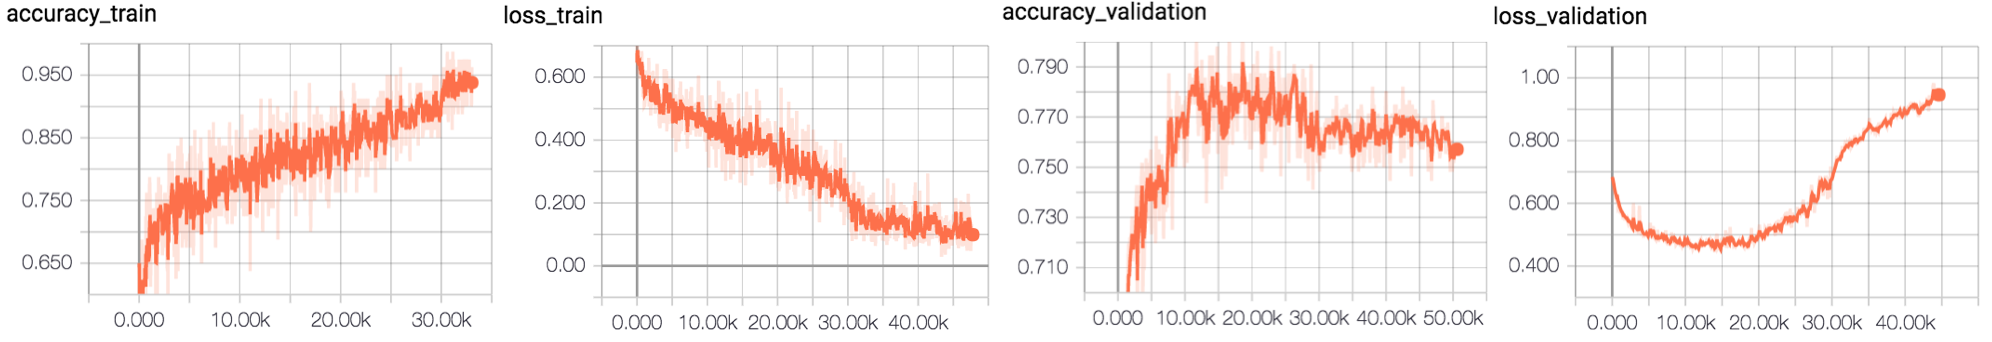 accuracy_train
0.950
0.850
0.750
0.650
0.000 10.00k 20.00k 30.00k
loss_train
0.600
0.400
0.200
0.00
0.000 10.00k 20.00k 30.00k 40.00k
accuracy_validation
0.790
0.770
0.750
0.730
0.710
0.000 10.00k 20.00k 30.00k 40.00k 50.00k
loss_validation
1.00
0.800
0.600
0.400
0.000 10.00k 20.00k 30.00k 40.00k